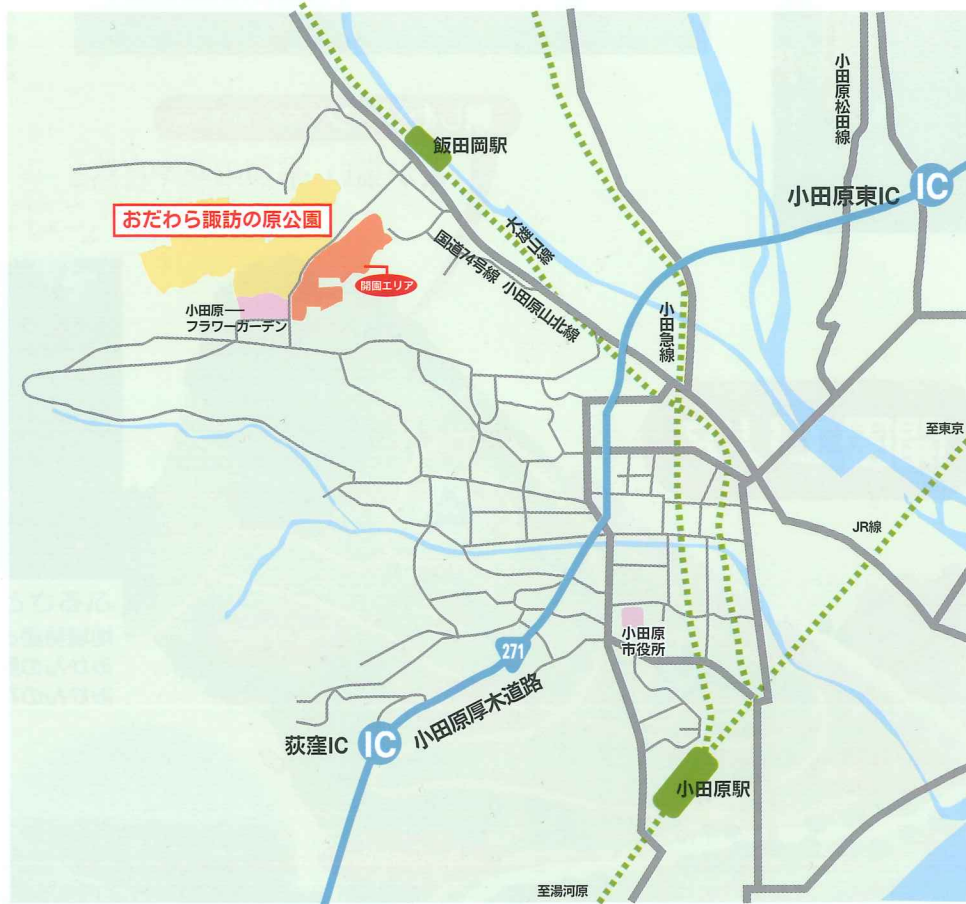 小田原松田線
飯田岡駅
IC
小田原東IC
おだわら諏訪の原公園
大雄山線
国道74号線 小田原山北線
開園エリア
小田原
フラワーガーデン
小田急線
至東京
JR線
小田原
市役所
271
小田原厚木道路
荻窪IC
IC
小田原駅
至湯河原